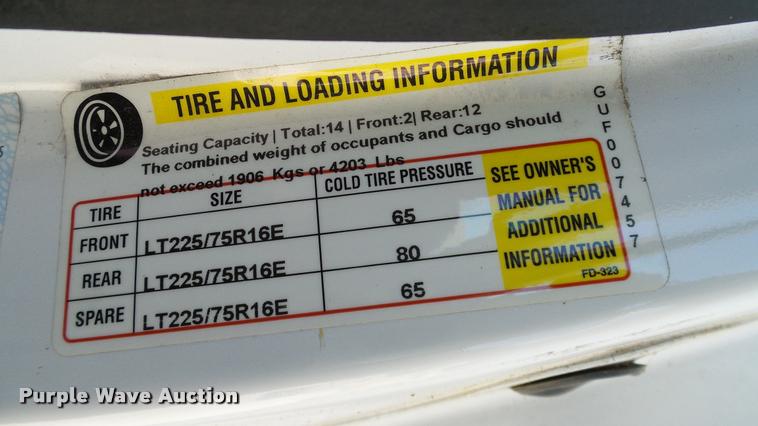 TIRE AND LOADING INFORMATION
Seating Capacity | Total:14 | Front:2| Rear:12
The combined weight of occupants and Cargo should
not exceed 1906 Kgs or 4203 Lbs
TIRE SIZE COLD TIRE PRESSURE
FRONT LT225/75R16E 65
REAR LT225/75R16E 80
SPARE LT225/75R16E 65
SEE OWNER'S
MANUAL FOR
ADDITIONAL
INFORMATION
FD-323
GUF007457
Purple Wave Auction